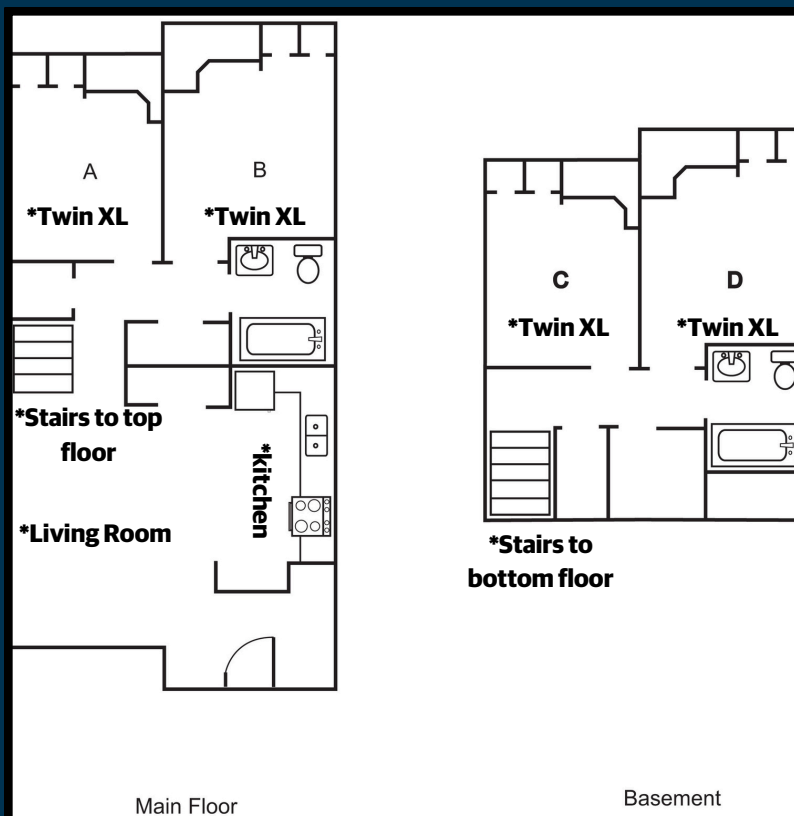 A
*Twin XL
B
*Twin XL
*Stairs to top
floor
*kitchen
*Living Room
Main Floor
C
*Twin XL
D
*Twin XL
*Stairs to
bottom floor
Basement